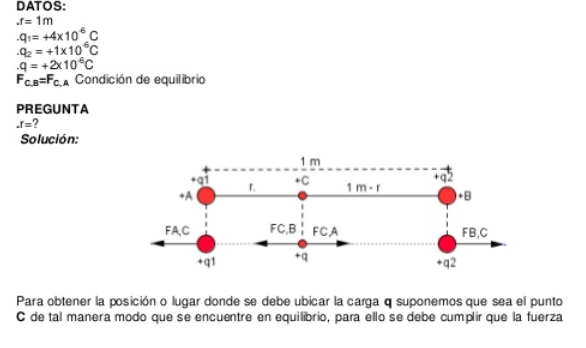 DATOS:
.r= 1m
.q₁= +4x10⁻⁶ C
.q₂ = +1x10⁻⁶C
.q = +2x10⁻⁶C
F_C,B=F_C,A Condición de equilibrio
PREGUNTA
.r=?
Solución:
1 m
+q1 +C +q2
+A r. 1 m - r +B
FA,C FC,B FC,A FB,C
+q1 +q +q2
Para obtener la posición o lugar donde se debe ubicar la carga q suponemos que sea el punto
C de tal manera modo que se encuentre en equilibrio, para ello se debe cumplir que la fuerza